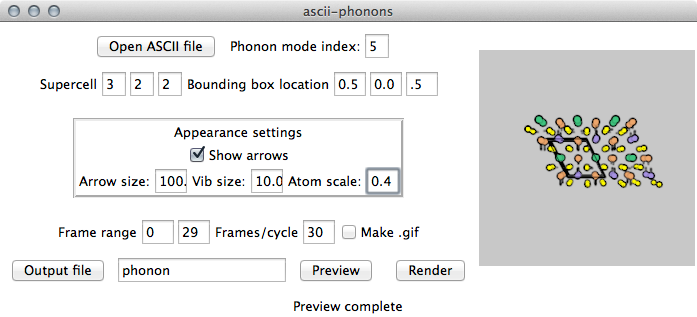 ascii-phonons
Open ASCII file Phonon mode index: 5
Supercell 3 2 2 Bounding box location 0.5 0.0 .5
Appearance settings
Show arrows
Arrow size: 100. Vib size: 10.0 Atom scale: 0.4
Frame range 0 29 Frames/cycle 30 Make .gif
Output file phonon Preview Render
Preview complete